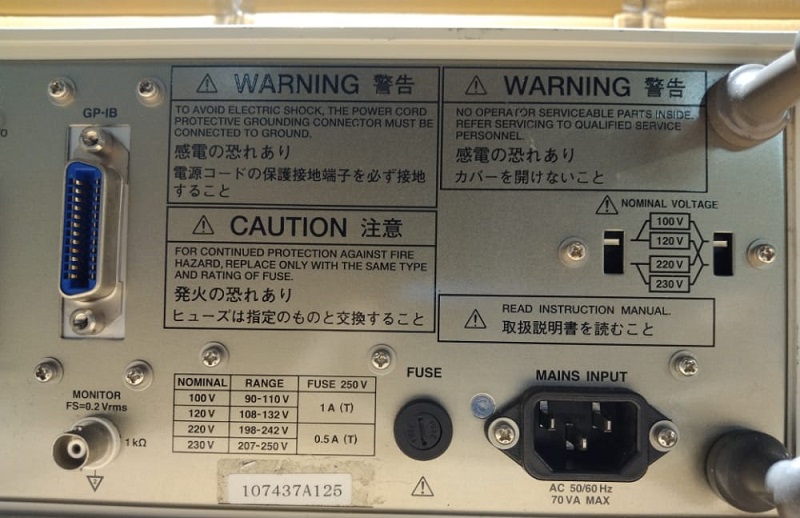 GP-IB
⚠ WARNING 警告
TO AVOID ELECTRIC SHOCK, THE POWER CORD
PROTECTIVE GROUNDING CONNECTOR MUST BE
CONNECTED TO GROUND.
感電の恐れあり
電源コードの保護接地端子を必ず接地
すること
⚠ WARNING 警告
NO OPERATOR SERVICEABLE PARTS INSIDE.
REFER SERVICING TO QUALIFIED SERVICE
PERSONNEL.
感電の恐れあり
カバーを開けないこと
⚠ CAUTION 注意
FOR CONTINUED PROTECTION AGAINST FIRE
HAZARD, REPLACE ONLY WITH THE SAME TYPE
AND RATING OF FUSE.
発火の恐れあり
ヒューズは指定のものと交換すること
⚠ NOMINAL VOLTAGE
100 V
120 V
220 V
230 V
⚠ READ INSTRUCTION MANUAL.
取扱説明書を読むこと
MONITOR
FS=0.2 Vrms
1 kΩ
NOMINAL RANGE FUSE 250 V
100 V 90-110 V 1 A (T)
120 V 108-132 V
220 V 198-242 V 0.5 A (T)
230 V 207-250 V
107437A125
FUSE
⚠
MAINS INPUT
AC 50/60 Hz
70 VA MAX